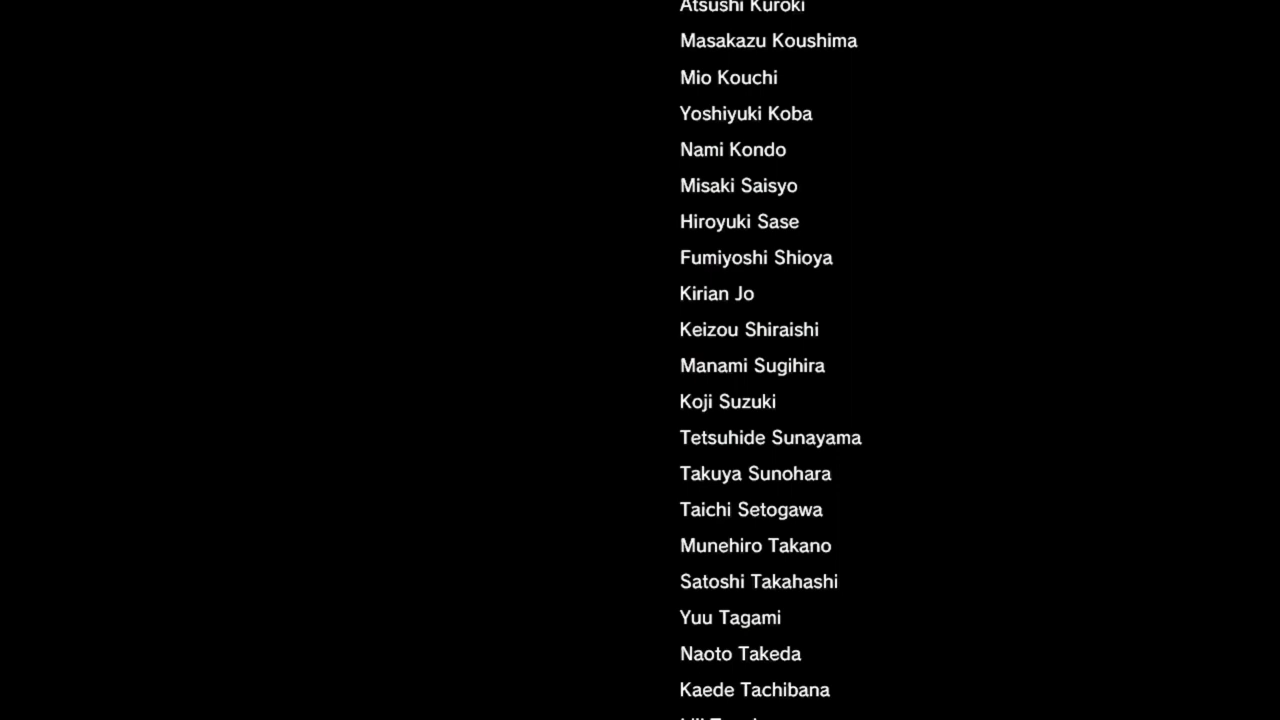 Atsushi Kuroki
Masakazu Koushima
Mio Kouchi
Yoshiyuki Koba
Nami Kondo
Misaki Saisyo
Hiroyuki Sase
Fumiyoshi Shioya
Kirian Jo
Keizou Shiraishi
Manami Sugihira
Koji Suzuki
Tetsuhide Sunayama
Takuya Sunohara
Taichi Setogawa
Munehiro Takano
Satoshi Takahashi
Yuu Tagami
Naoto Takeda
Kaede Tachibana